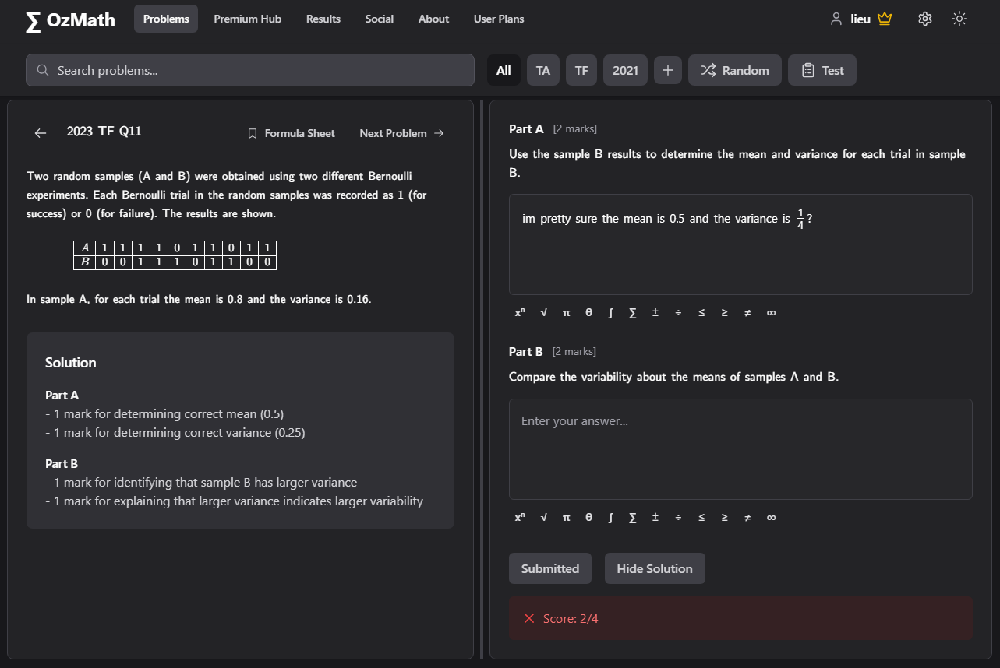 ∑ OzMath Problems Premium Hub Results Social About User Plans lieu
Search problems... All TA TF 2021 + Random Test
2023 TF Q11 Formula Sheet Next Problem →
Two random samples (A and B) were obtained using two different Bernoulli
experiments. Each Bernoulli trial in the random samples was recorded as 1 (for
success) or 0 (for failure). The results are shown.
A 1 1 1 1 0 1 1 0 1 1
B 0 0 1 1 1 0 1 1 0 0
In sample A, for each trial the mean is 0.8 and the variance is 0.16.
Solution
Part A
- 1 mark for determining correct mean (0.5)
- 1 mark for determining correct variance (0.25)
Part B
- 1 mark for identifying that sample B has larger variance
- 1 mark for explaining that larger variance indicates larger variability
Part A [2 marks]
Use the sample B results to determine the mean and variance for each trial in sample
B.
im pretty sure the mean is 0.5 and the variance is 1/4?
xⁿ √ π θ ∫ ∑ ± ÷ ≤ ≥ ≠ ∞
Part B [2 marks]
Compare the variability about the means of samples A and B.
Enter your answer...
xⁿ √ π θ ∫ ∑ ± ÷ ≤ ≥ ≠ ∞
Submitted Hide Solution
Score: 2/4